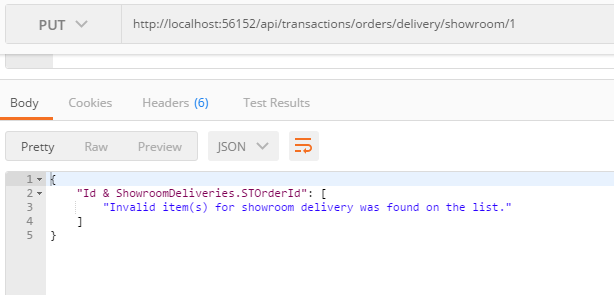 PUT http://localhost:56152/api/transactions/orders/delivery/showroom/1
Body Cookies Headers (6) Test Results
Pretty Raw Preview JSON
1 {
2 "Id & ShowroomDeliveries.STOrderId": [
3 "Invalid item(s) for showroom delivery was found on the list."
4 ]
5 }